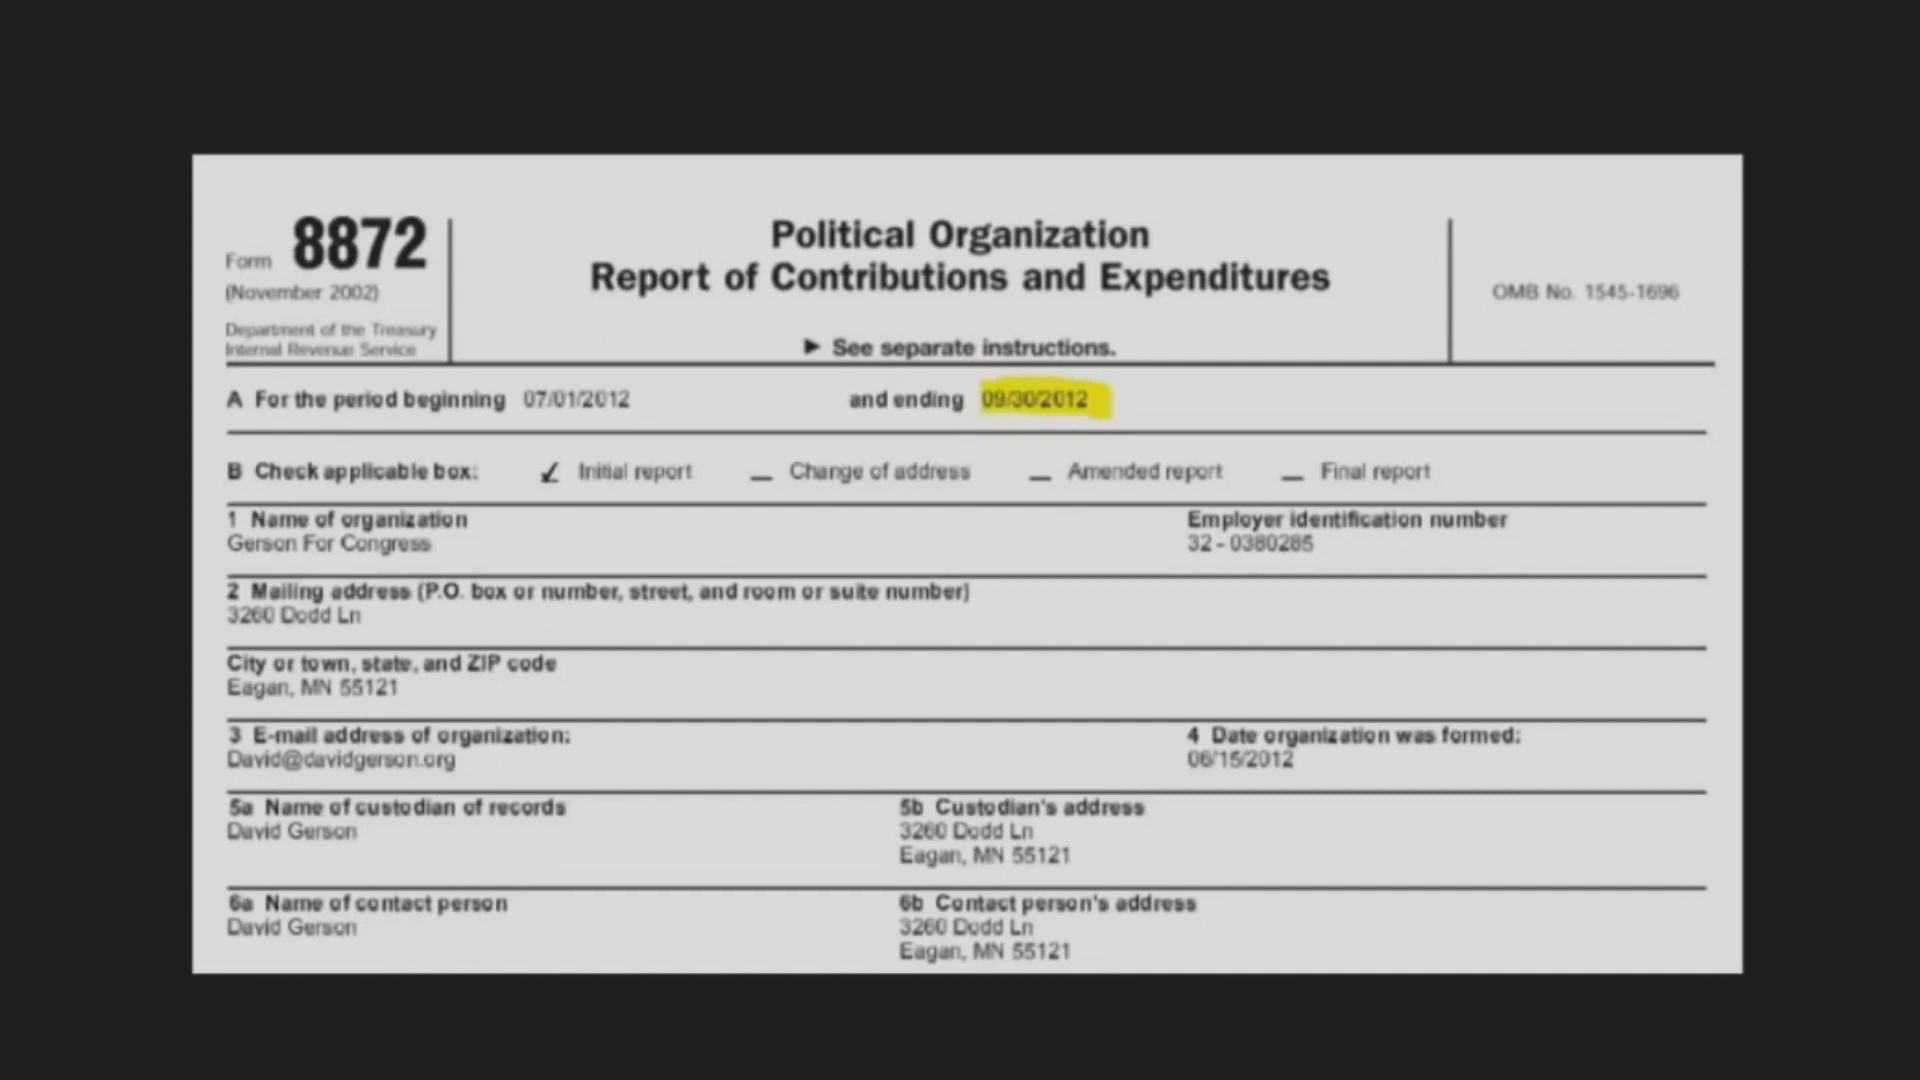 Form 8872
(November 2002)
Department of the Treasury
Internal Revenue Service
Political Organization
Report of Contributions and Expenditures
► See separate instructions.
OMB No. 1545-1696
A For the period beginning 07/01/2012 and ending 09/30/2012
B Check applicable box: ✓ Initial report _ Change of address _ Amended report _ Final report
1 Name of organization Employer identification number
Gerson For Congress 32 - 0380285
2 Mailing address (P.O. box or number, street, and room or suite number)
3260 Dodd Ln
City or town, state, and ZIP code
Eagan, MN 55121
3 E-mail address of organization: 4 Date organization was formed:
David@davidgerson.org 06/15/2012
5a Name of custodian of records 5b Custodian's address
David Gerson 3260 Dodd Ln
Eagan, MN 55121
6a Name of contact person 6b Contact person's address
David Gerson 3260 Dodd Ln
Eagan, MN 55121